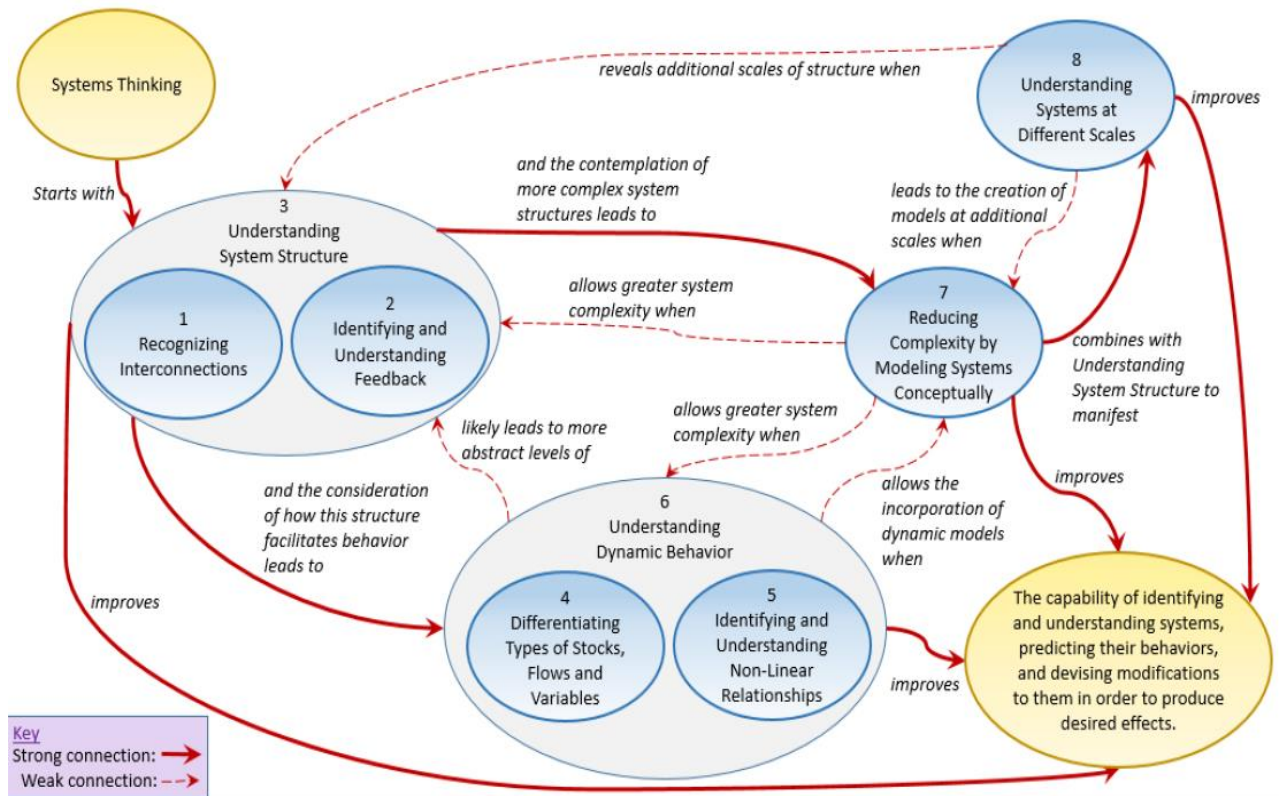 Systems Thinking
Starts with
reveals additional scales of structure when
8
Understanding
Systems at
Different Scales
improves
3
Understanding
System Structure
1
Recognizing
Interconnections
2
Identifying and
Understanding
Feedback
and the contemplation of
more complex system
structures leads to
leads to the creation of
models at additional
scales when
allows greater system
complexity when
7
Reducing
Complexity by
Modeling Systems
Conceptually
combines with
Understanding
System Structure to
manifest
likely leads to more
abstract levels of
allows greater system
complexity when
and the consideration
of how this structure
facilitates behavior
leads to
improves
allows the
incorporation of
dynamic models
when
improves
6
Understanding
Dynamic Behavior
4
Differentiating
Types of Stocks,
Flows and
Variables
5
Identifying and
Understanding
Non-Linear
Relationships
improves
The capability of identifying
and understanding systems,
predicting their behaviors,
and devising modifications
to them in order to produce
desired effects.
Key
Strong connection:
Weak connection: